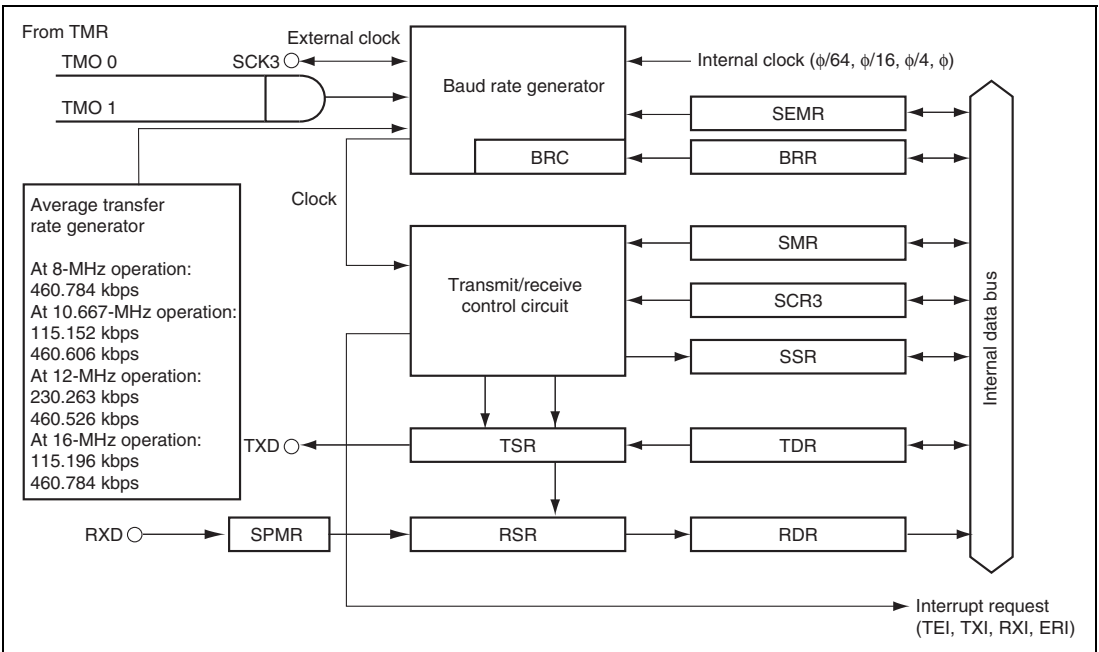 From TMR
TMO 0
SCK3
External clock
TMO 1
Baud rate generator
BRC
Internal clock (ϕ/64, ϕ/16, ϕ/4, ϕ)
SEMR
BRR
Clock
Average transfer
rate generator
At 8-MHz operation:
460.784 kbps
At 10.667-MHz operation:
115.152 kbps
460.606 kbps
At 12-MHz operation:
230.263 kbps
460.526 kbps
At 16-MHz operation:
115.196 kbps
460.784 kbps
Transmit/receive
control circuit
SMR
SCR3
SSR
Internal data bus
TXD
TSR
TDR
RXD
SPMR
RSR
RDR
Interrupt request
(TEI, TXI, RXI, ERI)